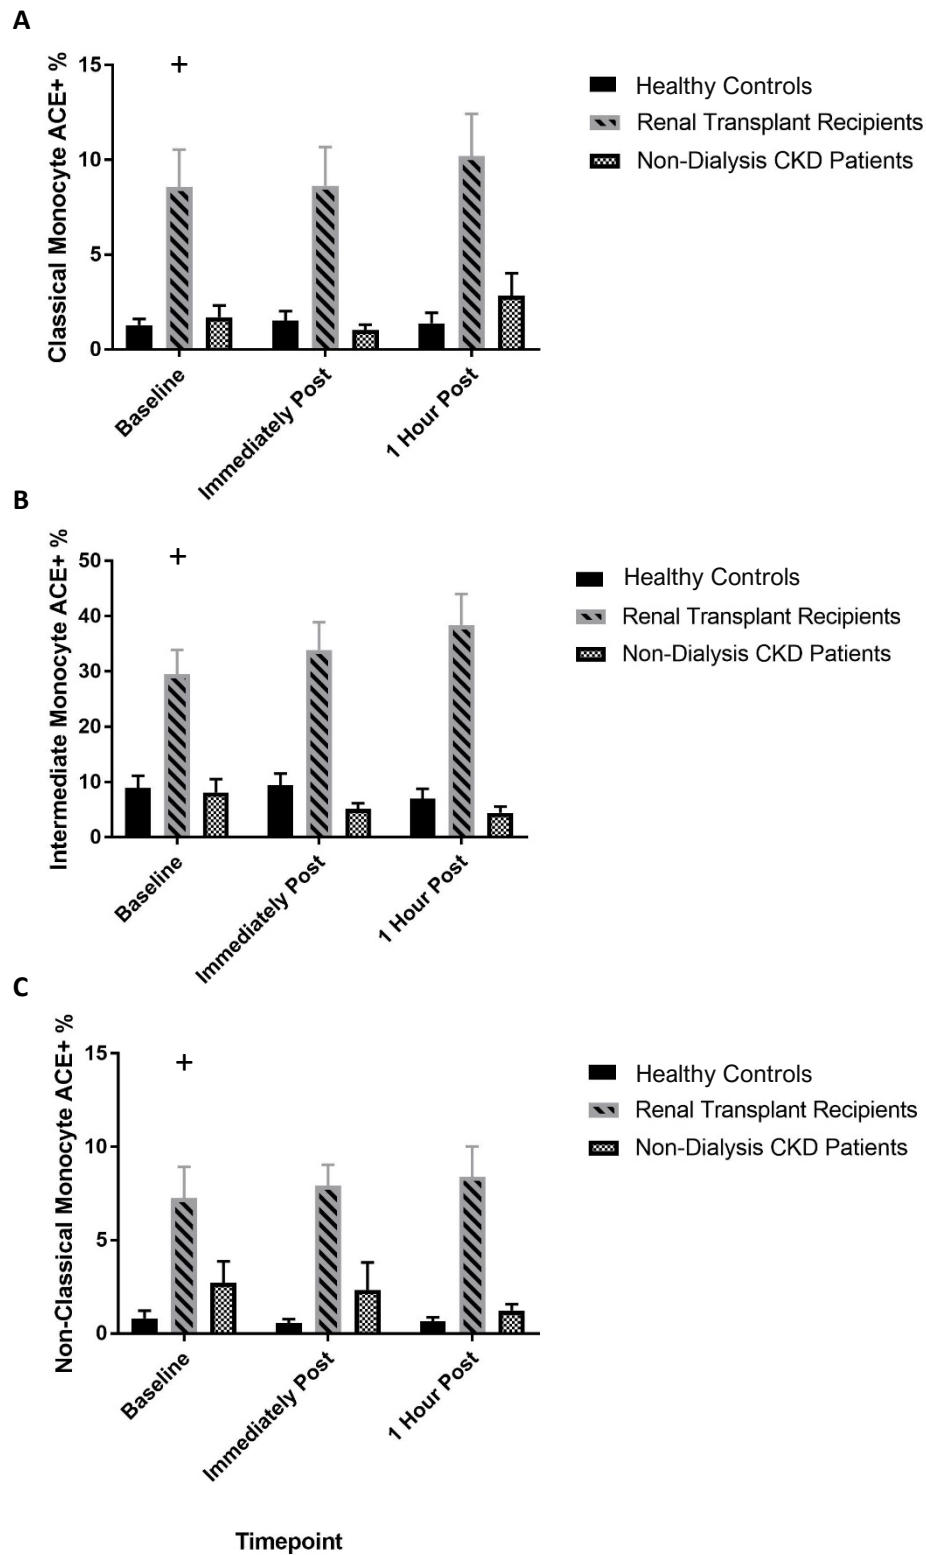 A
Classical Monocyte ACE+ %
15
10
5
0
+
Baseline
Immediately Post
1 Hour Post
Healthy Controls
Renal Transplant Recipients
Non-Dialysis CKD Patients
B
Intermediate Monocyte ACE+ %
50
40
30
20
10
0
+
Baseline
Immediately Post
1 Hour Post
Healthy Controls
Renal Transplant Recipients
Non-Dialysis CKD Patients
C
Non-Classical Monocyte ACE+ %
15
10
5
0
+
Baseline
Immediately Post
1 Hour Post
Healthy Controls
Renal Transplant Recipients
Non-Dialysis CKD Patients
Timepoint